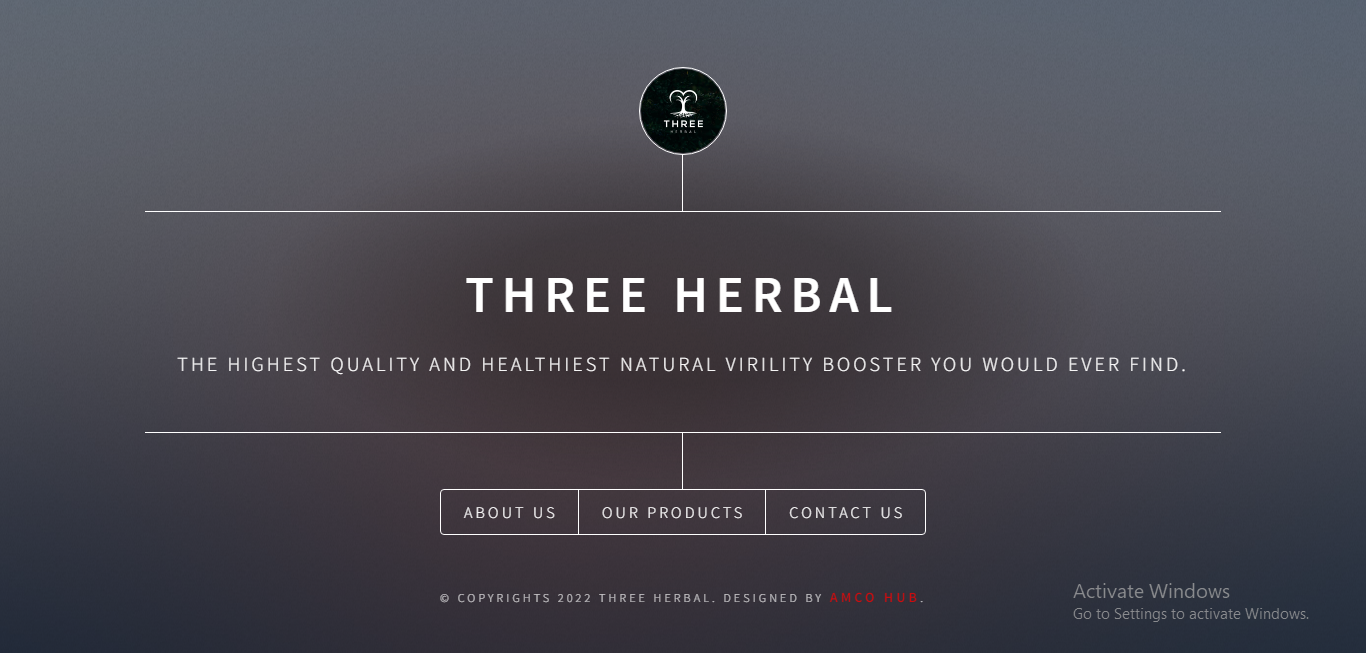 THREE
HERBAL
THREE HERBAL
THE HIGHEST QUALITY AND HEALTHIEST NATURAL VIRILITY BOOSTER YOU WOULD EVER FIND.
ABOUT US
OUR PRODUCTS
CONTACT US
© COPYRIGHTS 2022 THREE HERBAL. DESIGNED BY AMCO HUB.
Activate Windows
Go to Settings to activate Windows.